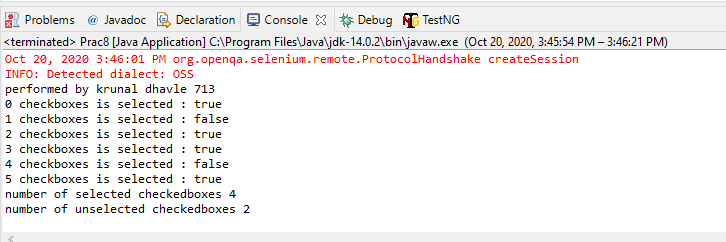 Problems @ Javadoc Declaration Console Debug TestNG
<terminated> Prac8 [Java Application] C:\Program Files\Java\jdk-14.0.2\bin\javaw.exe (Oct 20, 2020, 3:45:54 PM – 3:46:21 PM)
Oct 20, 2020 3:46:01 PM org.openqa.selenium.remote.ProtocolHandshake createSession
INFO: Detected dialect: OSS
performed by krunal dhavle 713
0 checkboxes is selected : true
1 checkboxes is selected : false
2 checkboxes is selected : true
3 checkboxes is selected : true
4 checkboxes is selected : false
5 checkboxes is selected : true
number of selected checkedboxes 4
number of unselected checkedboxes 2